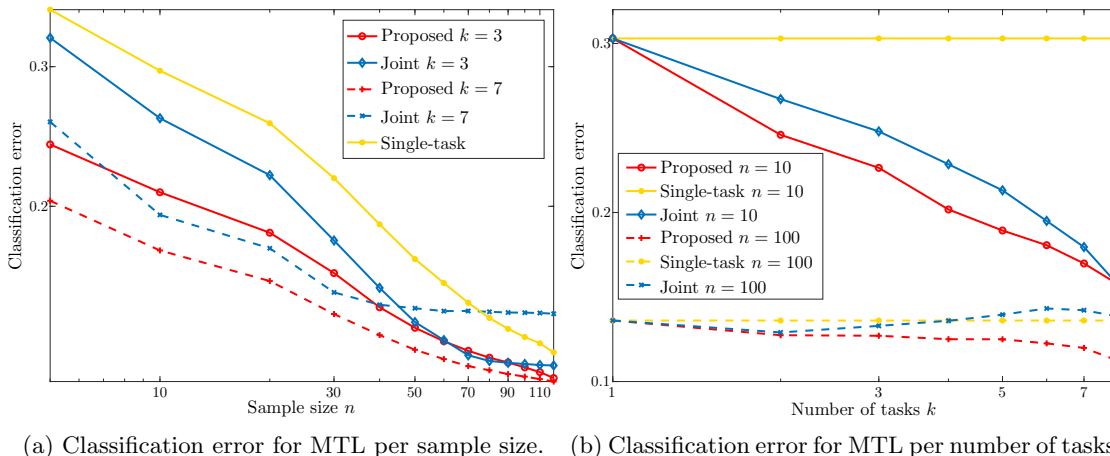 0.3
0.2
Classification error
10
30
50
70
90
110
Sample size n
Proposed k = 3
Joint k = 3
Proposed k = 7
Joint k = 7
Single-task
(a) Classification error for MTL per sample size.
0.3
0.2
0.1
Classification error
1
3
5
7
Number of tasks k
Proposed n = 10
Single-task n = 10
Joint n = 10
Proposed n = 100
Single-task n = 100
Joint n = 100
(b) Classification error for MTL per number of tasks